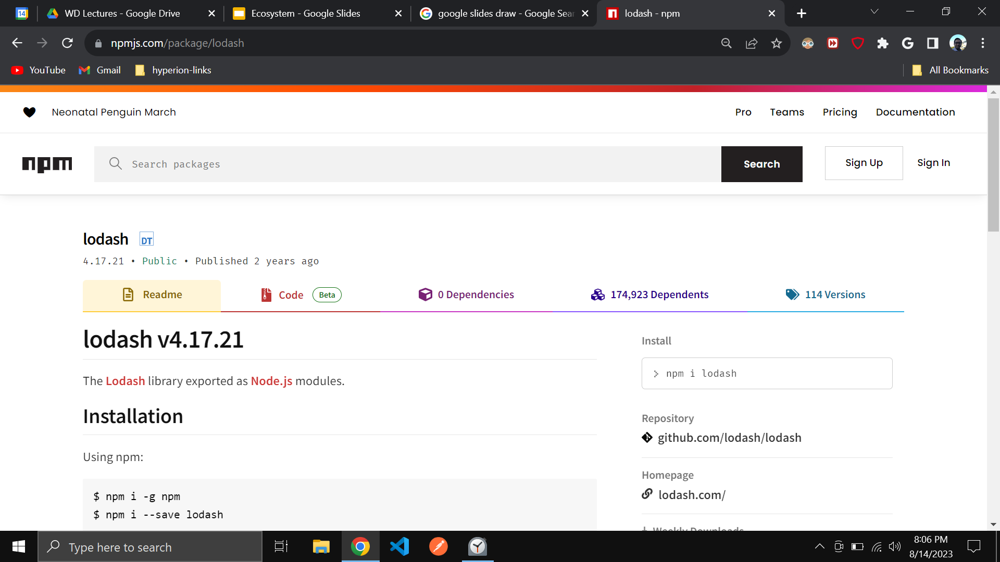 14
WD Lectures - Google Drive
Ecosystem - Google Slides
google slides draw - Google Sear
lodash - npm
npmjs.com/package/lodash
YouTube
Gmail
hyperion-links
All Bookmarks
Neonatal Penguin March
Pro
Teams
Pricing
Documentation
npm
Search packages
Search
Sign Up
Sign In
lodash DT
4.17.21 • Public • Published 2 years ago
Readme
Code Beta
0 Dependencies
174,923 Dependents
114 Versions
lodash v4.17.21
The Lodash library exported as Node.js modules.
Installation
Using npm:
$ npm i -g npm
$ npm i --save lodash
Install
> npm i lodash
Repository
github.com/lodash/lodash
Homepage
lodash.com/
Weekly Downloads
Type here to search
8:06 PM
8/14/2023